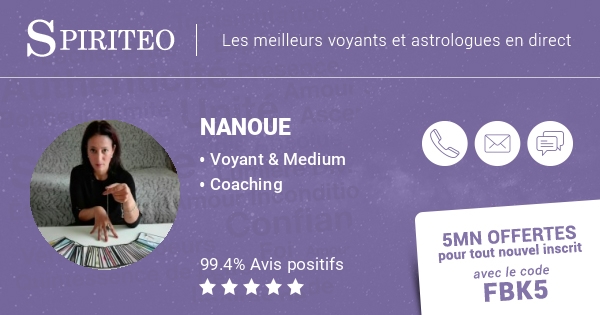 SPIRITEO
Les meilleurs voyants et astrologues en direct
NANOUE
• Voyant & Medium
• Coaching
99.4% Avis positifs
5MN OFFERTES
pour tout nouvel inscrit
avec le code
FBK5